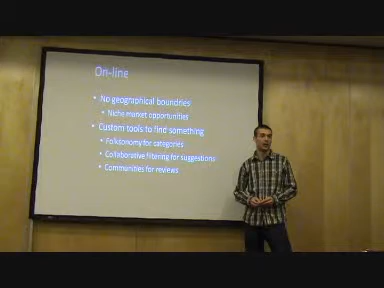 On-line
No geographical boundries
Niche market opportunities
Custom tools to find something
Folksonomy for categories
Collaborative filtering for suggestions
Communities for reviews